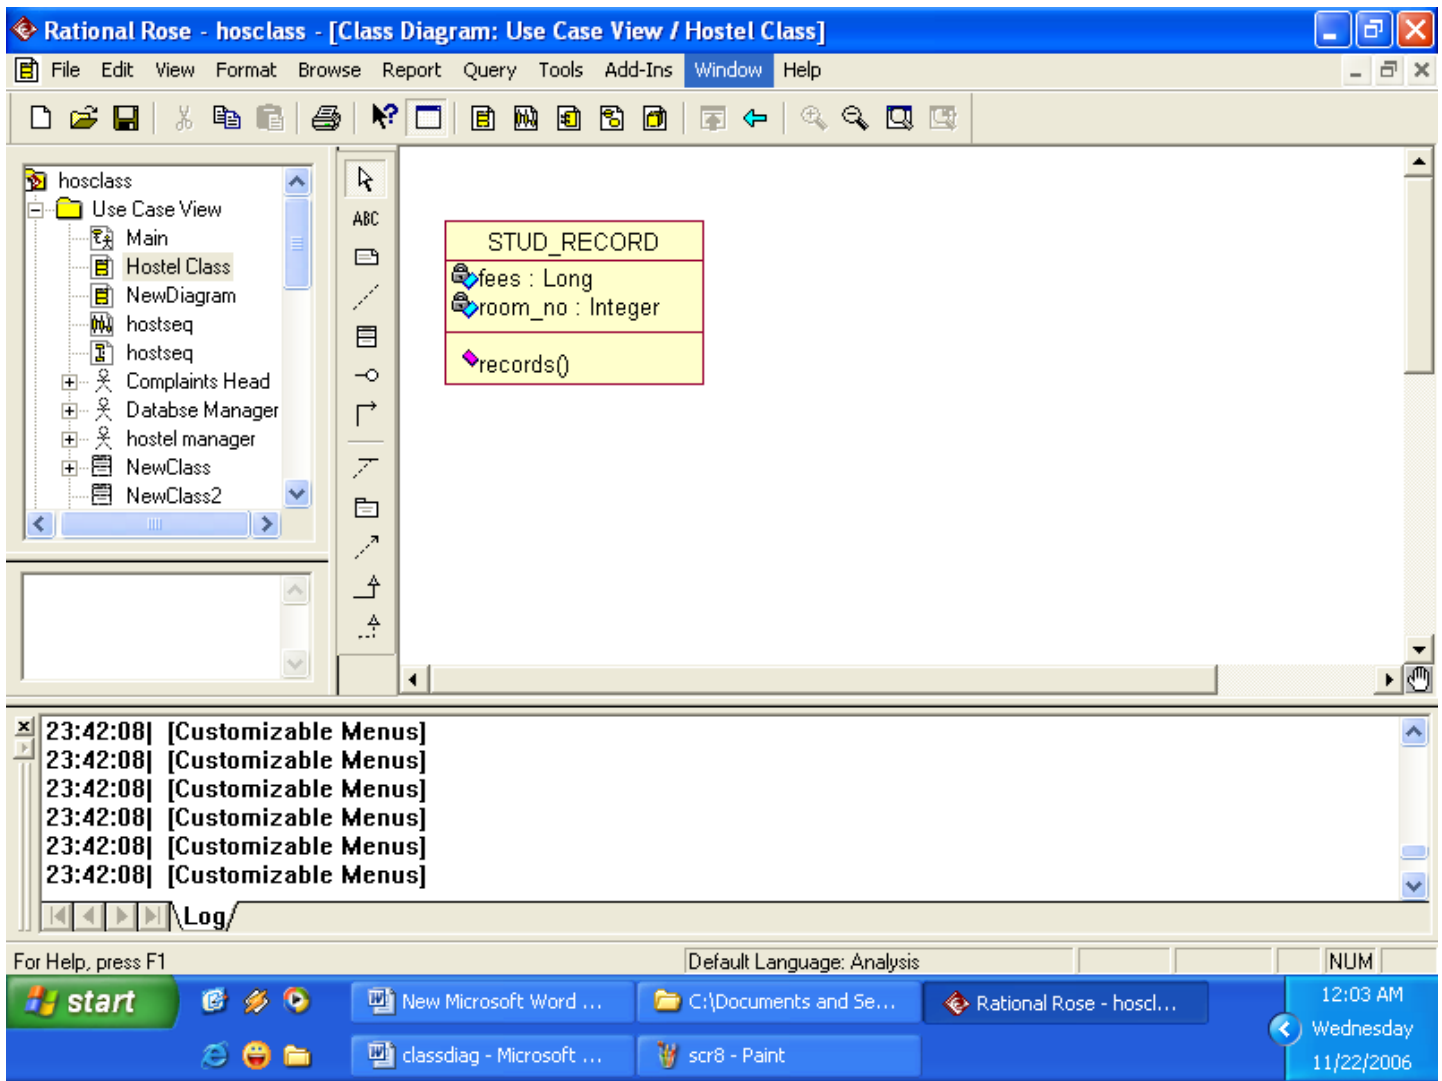 Rational Rose - hosclass - [Class Diagram: Use Case View / Hostel Class]
File Edit View Format Browse Report Query Tools Add-Ins Window Help
hosclass
Use Case View
Main
Hostel Class
NewDiagram
hostseq
hostseq
Complaints Head
Databse Manager
hostel manager
NewClass
NewClass2
ABC
STUD_RECORD
fees : Long
room_no : Integer
records()
23:42:08| [Customizable Menus]
23:42:08| [Customizable Menus]
23:42:08| [Customizable Menus]
23:42:08| [Customizable Menus]
23:42:08| [Customizable Menus]
23:42:08| [Customizable Menus]
Log
For Help, press F1
Default Language: Analysis
NUM
start
New Microsoft Word ...
C:\Documents and Se...
Rational Rose - hoscl...
classdiag - Microsoft ...
scr8 - Paint
12:03 AM
Wednesday
11/22/2006